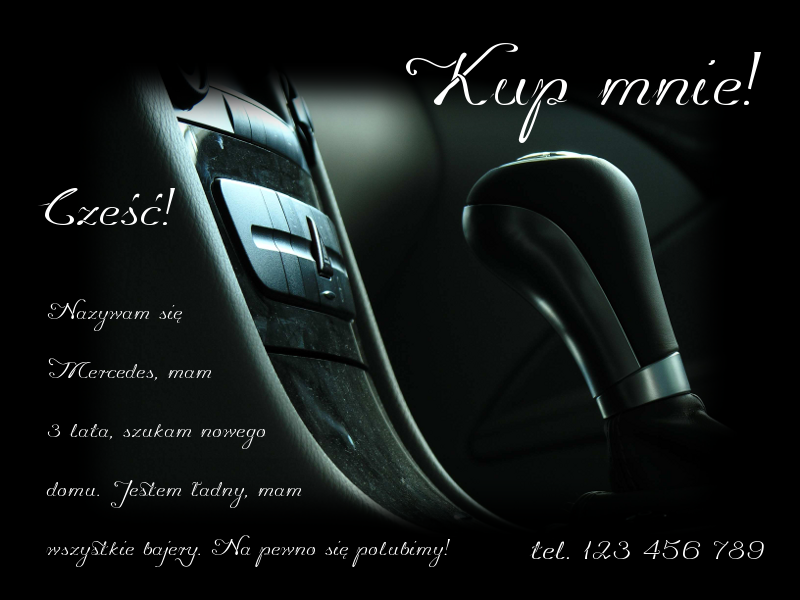 Kup mnie!
Cześć!
Nazywam się
Mercedes, mam
3 lata, szukam nowego
domu. Jestem ładny, mam
wszystkie bajery. Na pewno się polubimy!
tel. 123 456 789